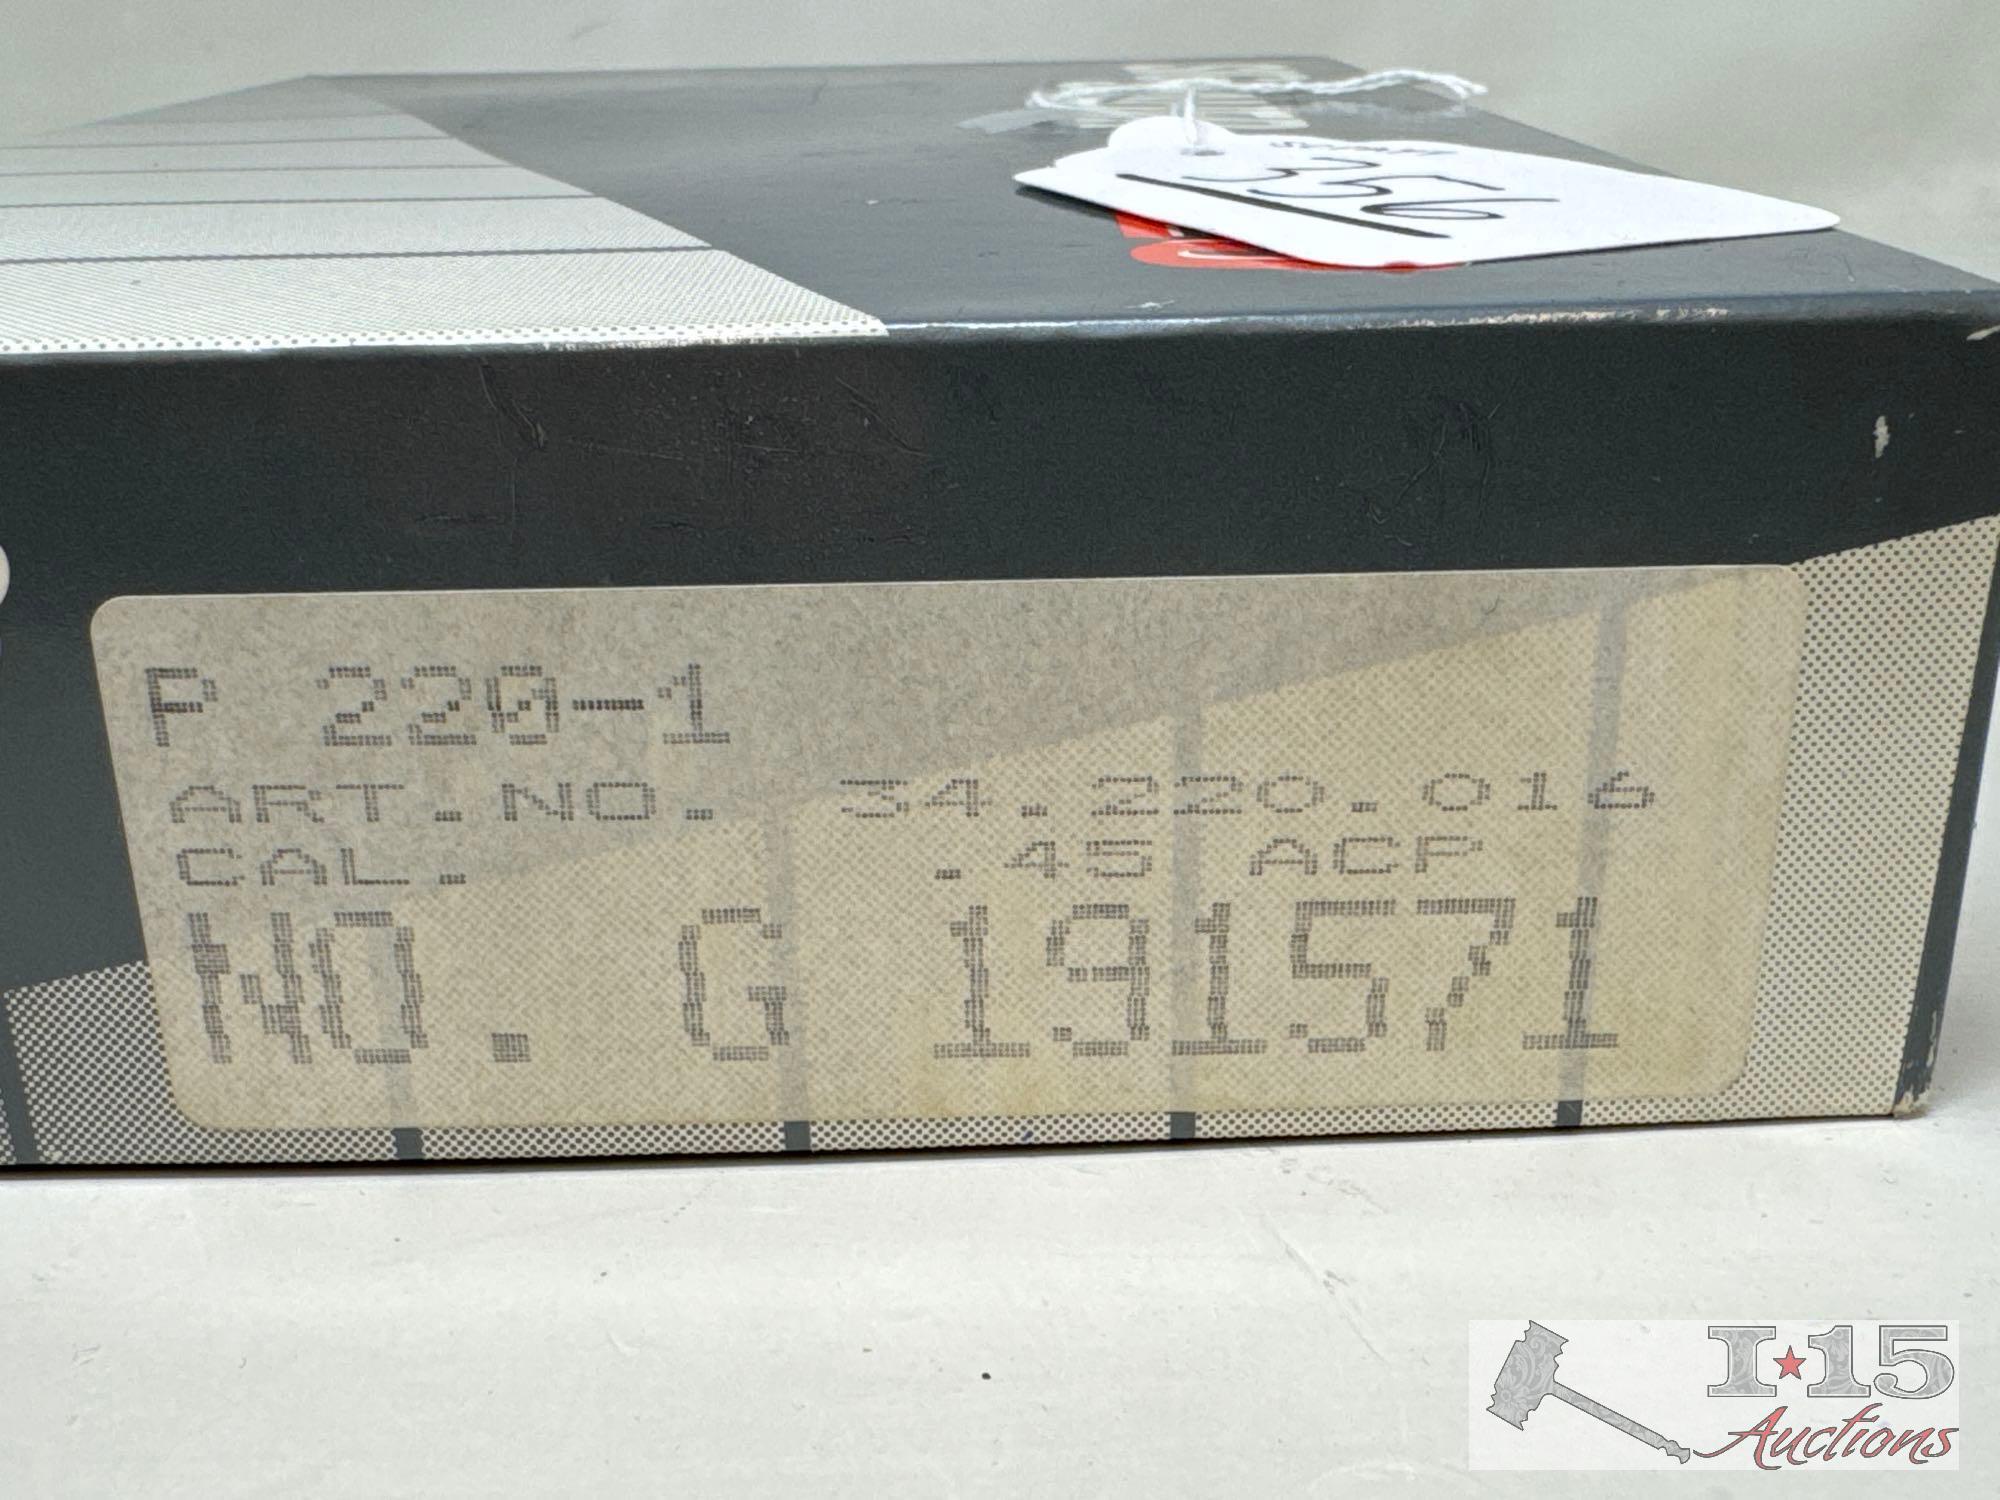 356
P 220-1
ART.NO. 34.220.016
CAL. .45 ACP
NO. G 191571
I★15
Auctions